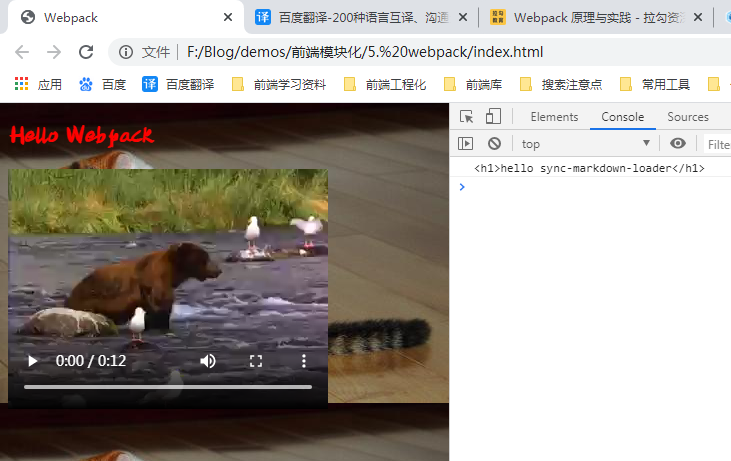 Webpack
百度翻译-200种语言互译、沟通
Webpack 原理与实践 - 拉勾资
文件 F:/Blog/demos/前端模块化/5.%20webpack/index.html
应用 百度 译 百度翻译 前端学习资料 前端工程化 前端库 搜索注意点 常用工具
Hello Webpack
Elements Console Sources
top Filte
<h1>hello sync-markdown-loader</h1>
0:00 / 0:12